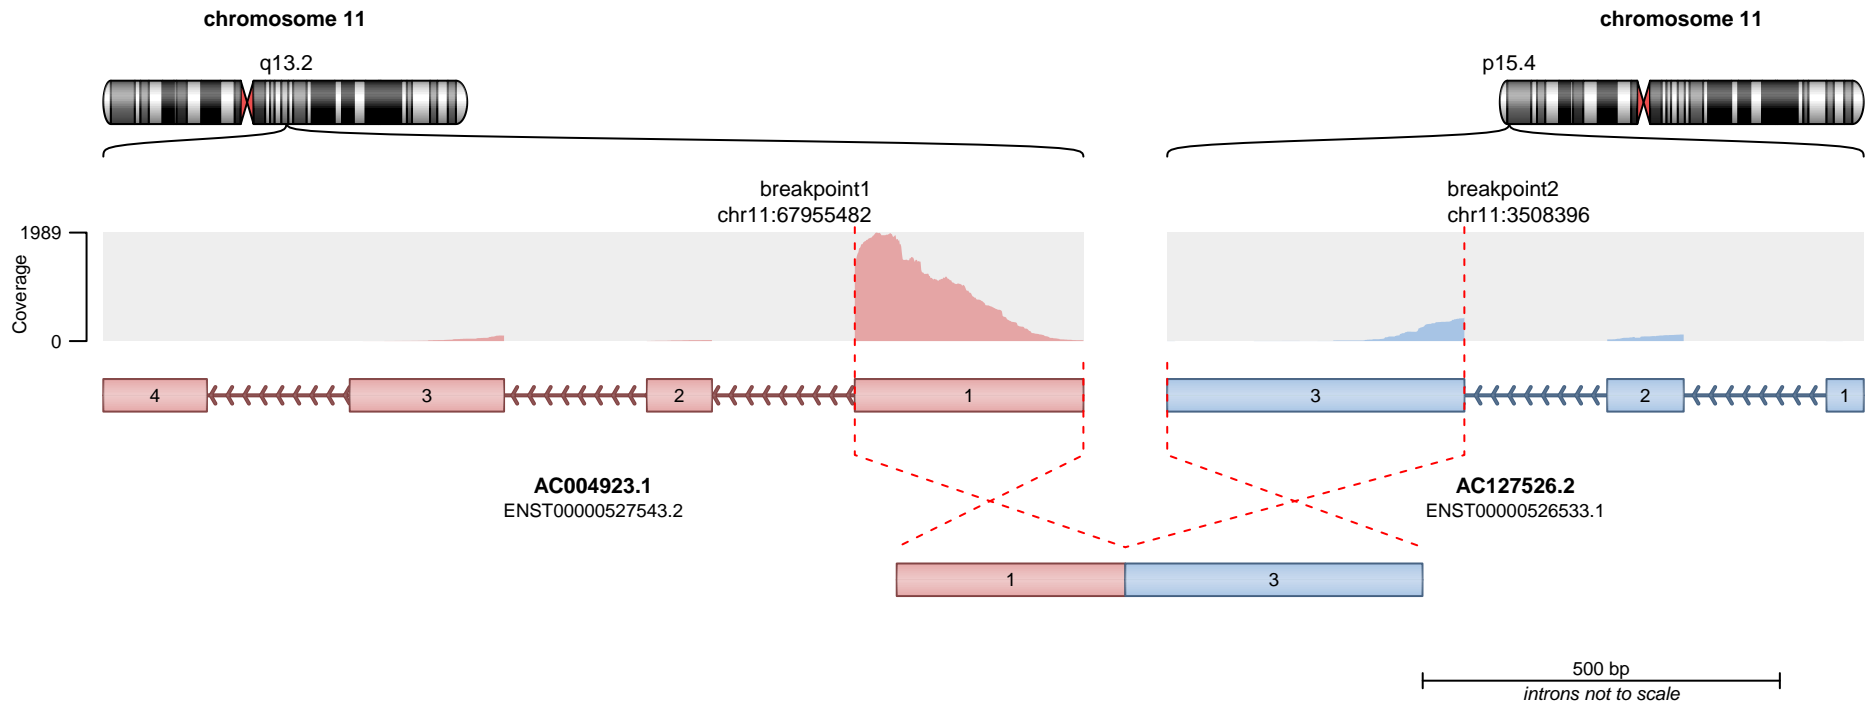 chromosome 11
chromosome 11
q13.2
p15.4
breakpoint1
chr11:67955482
breakpoint2
chr11:3508396
1989
Coverage
0
4
3
2
1
3
2
1
AC004923.1
ENST00000527543.2
AC127526.2
ENST00000526533.1
1
3
500 bp
introns not to scale